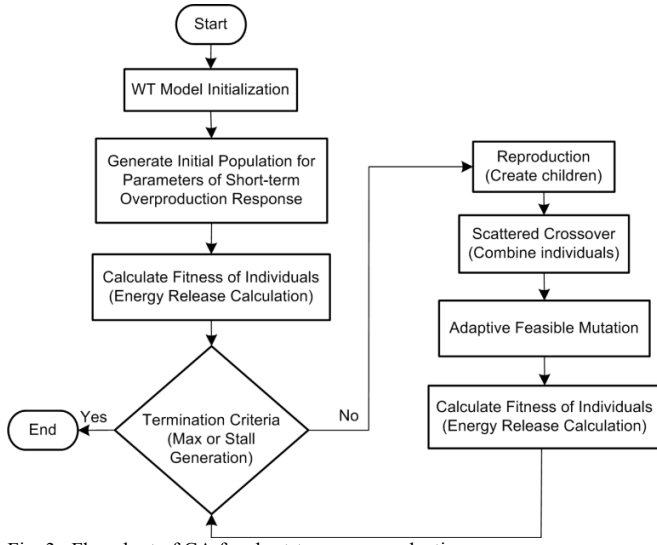 Start
WT Model Initialization
Generate Initial Population for
Parameters of Short-term
Overproduction Response
Calculate Fitness of Individuals
(Energy Release Calculation)
Termination Criteria
(Max or Stall
Generation)
Yes
End
No
Reproduction
(Create children)
Scattered Crossover
(Combine individuals)
Adaptive Feasible Mutation
Calculate Fitness of Individuals
(Energy Release Calculation)